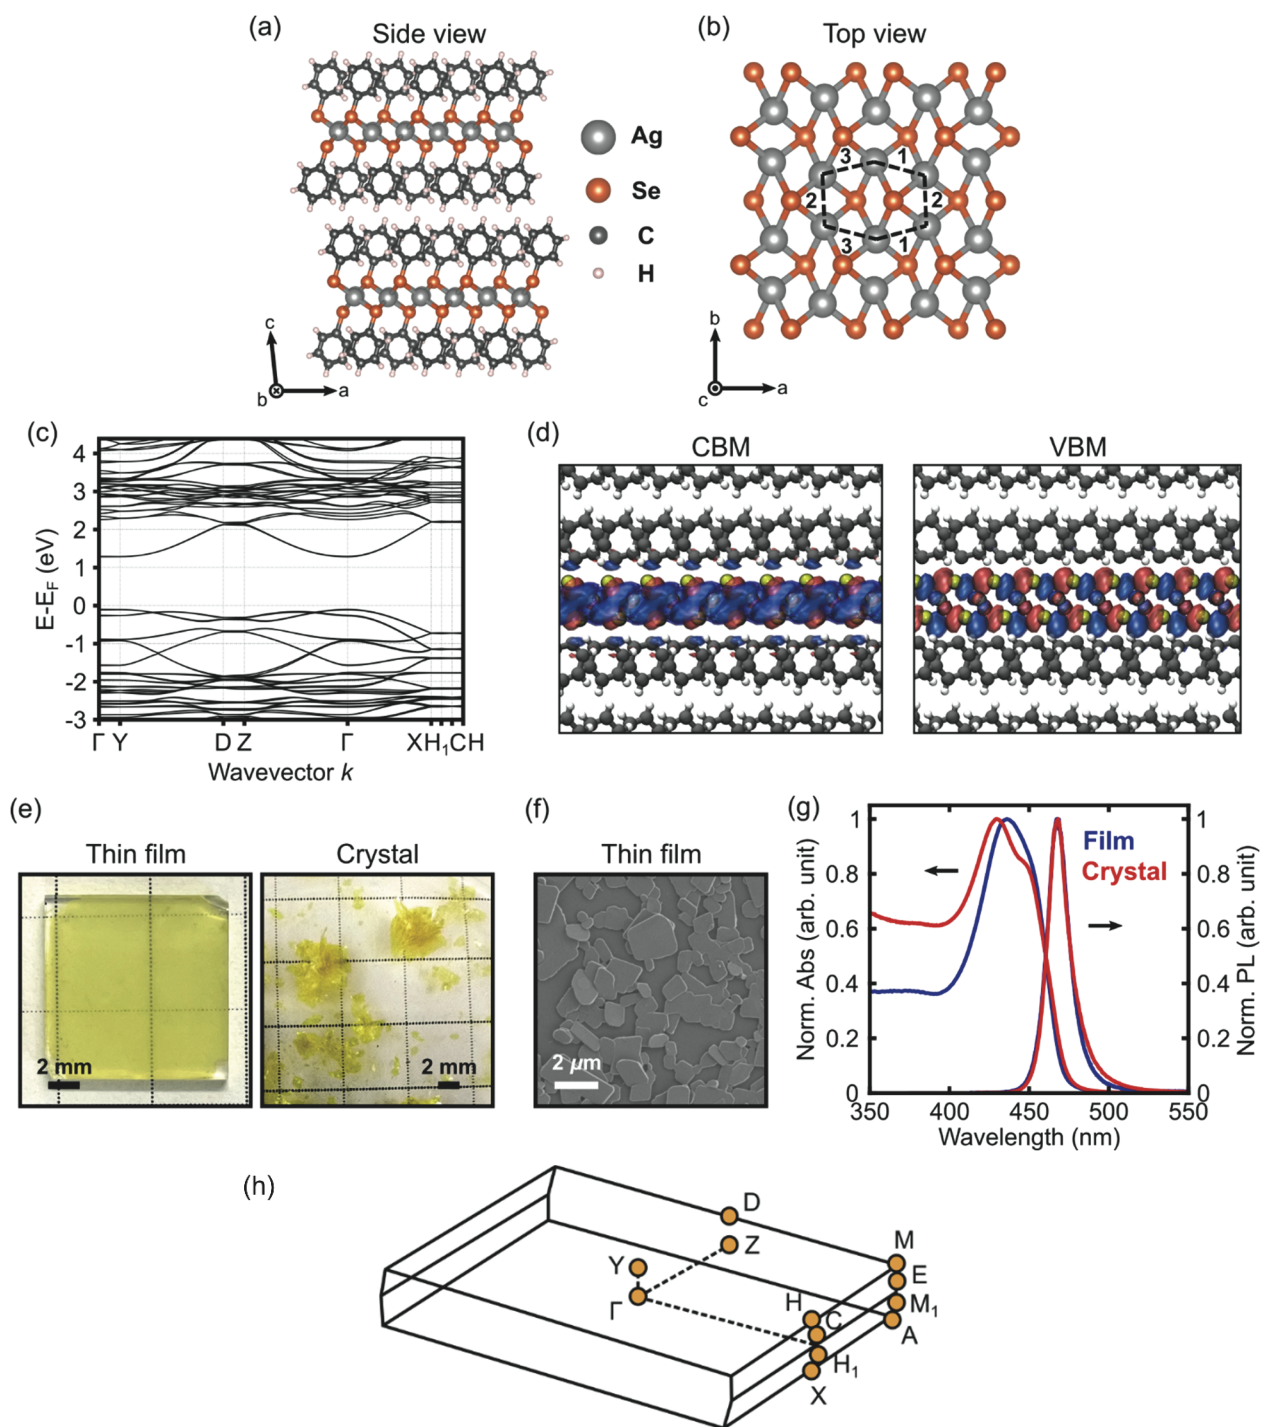 (a)
Side view
(b)
Top view
Ag
Se
C
H
3
1
2
2
3
1
c
b
a
b
c
a
(c)
4
3
2
1
0
-1
-2
-3
E-E_F (eV)
Γ Y D Z Γ XH₁CH
Wavevector k
(d)
CBM
VBM
(e)
Thin film
Crystal
2 mm
2 mm
(f)
Thin film
2 μm
(g)
1
0.8
0.6
0.4
0.2
0
Norm. Abs (arb. unit)
Film
Crystal
1
0.8
0.6
0.4
0.2
0
Norm. PL (arb. unit)
350 400 450 500 550
Wavelength (nm)
(h)
D
Z
Y
Γ
M
E
M₁
A
H
C
H₁
X